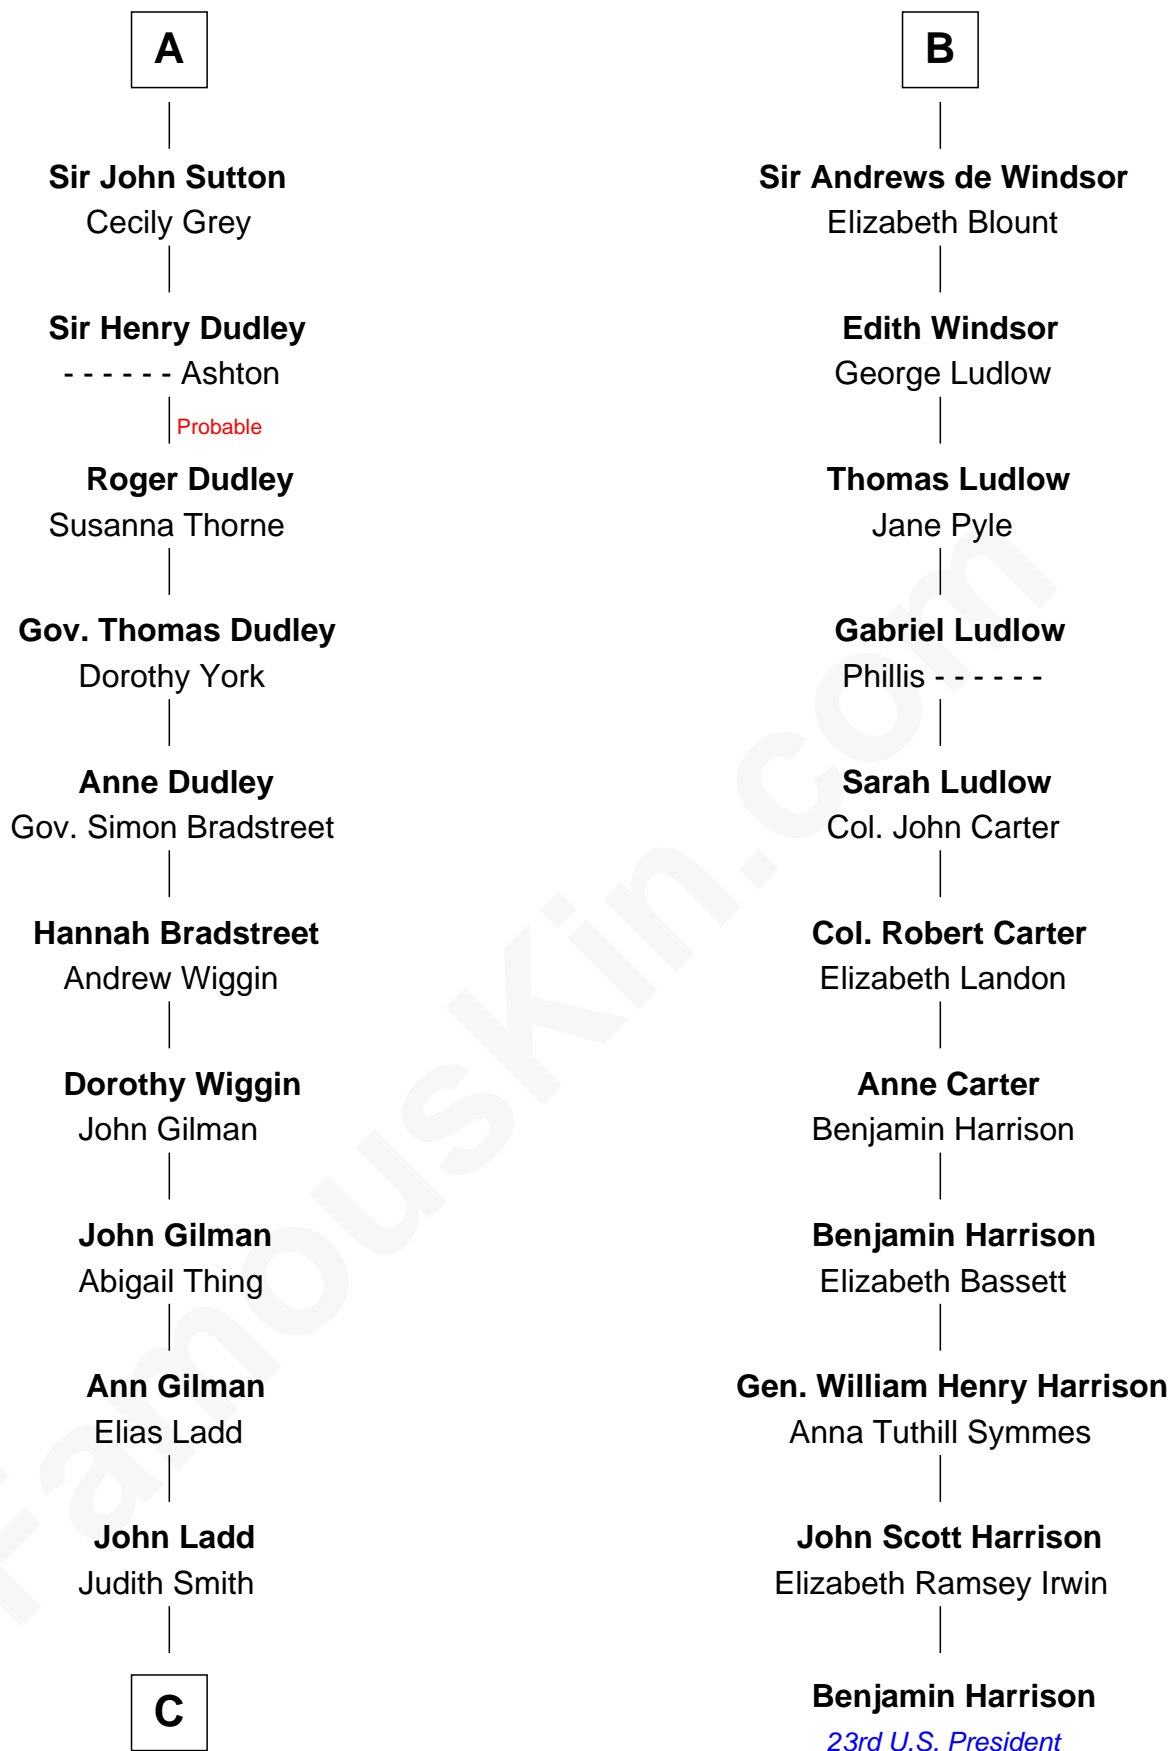 A
Sir John Sutton
Cecily Grey
Sir Henry Dudley
- - - - - - Ashton
Probable
Roger Dudley
Susanna Thorne
Gov. Thomas Dudley
Dorothy York
Anne Dudley
Gov. Simon Bradstreet
Hannah Bradstreet
Andrew Wiggin
Dorothy Wiggin
John Gilman
John Gilman
Abigail Thing
Ann Gilman
Elias Ladd
John Ladd
Judith Smith
C
B
Sir Andrews de Windsor
Elizabeth Blount
Edith Windsor
George Ludlow
Thomas Ludlow
Jane Pyle
Gabriel Ludlow
Phillis - - - - - -
Sarah Ludlow
Col. John Carter
Col. Robert Carter
Elizabeth Landon
Anne Carter
Benjamin Harrison
Benjamin Harrison
Elizabeth Bassett
Gen. William Henry Harrison
Anna Tuthill Symmes
John Scott Harrison
Elizabeth Ramsey Irwin
Benjamin Harrison
23rd U.S. President
FamousKin.com